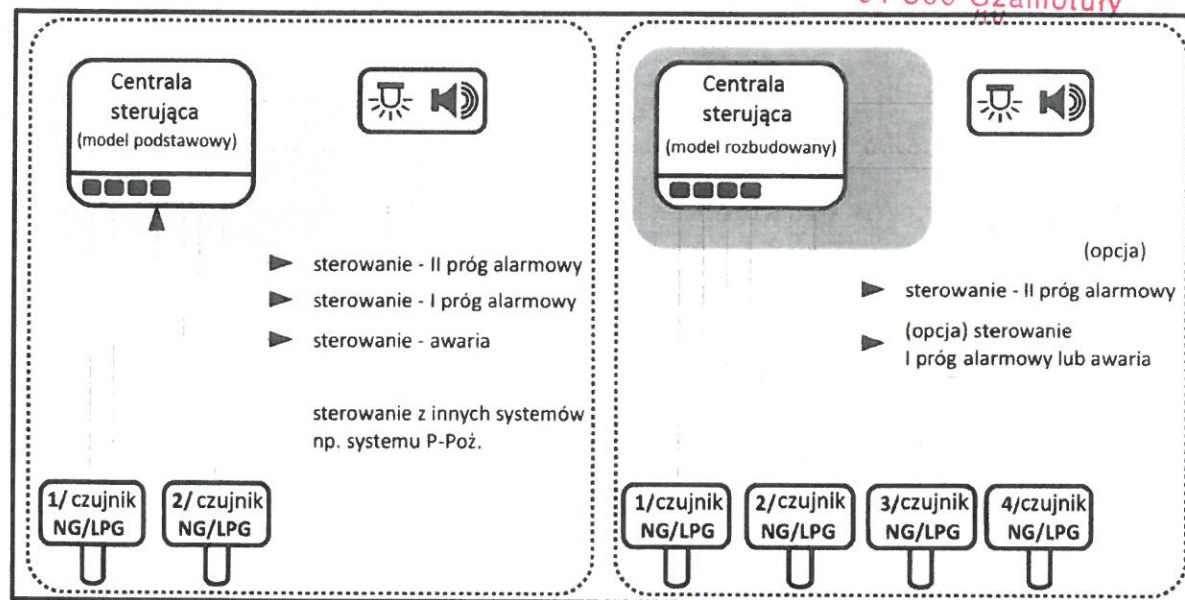 Szamotuły
Centrala
sterująca
(model podstawowy)
sterowanie - II próg alarmowy
sterowanie - I próg alarmowy
sterowanie - awaria
sterowanie z innych systemów
np. systemu P-Poż.
1/ czujnik
NG/LPG
2/ czujnik
NG/LPG
Centrala
sterująca
(model rozbudowany)
(opcja)
sterowanie - II próg alarmowy
(opcja) sterowanie
I próg alarmowy lub awaria
1/czujnik
NG/LPG
2/czujnik
NG/LPG
3/czujnik
NG/LPG
4/czujnik
NG/LPG